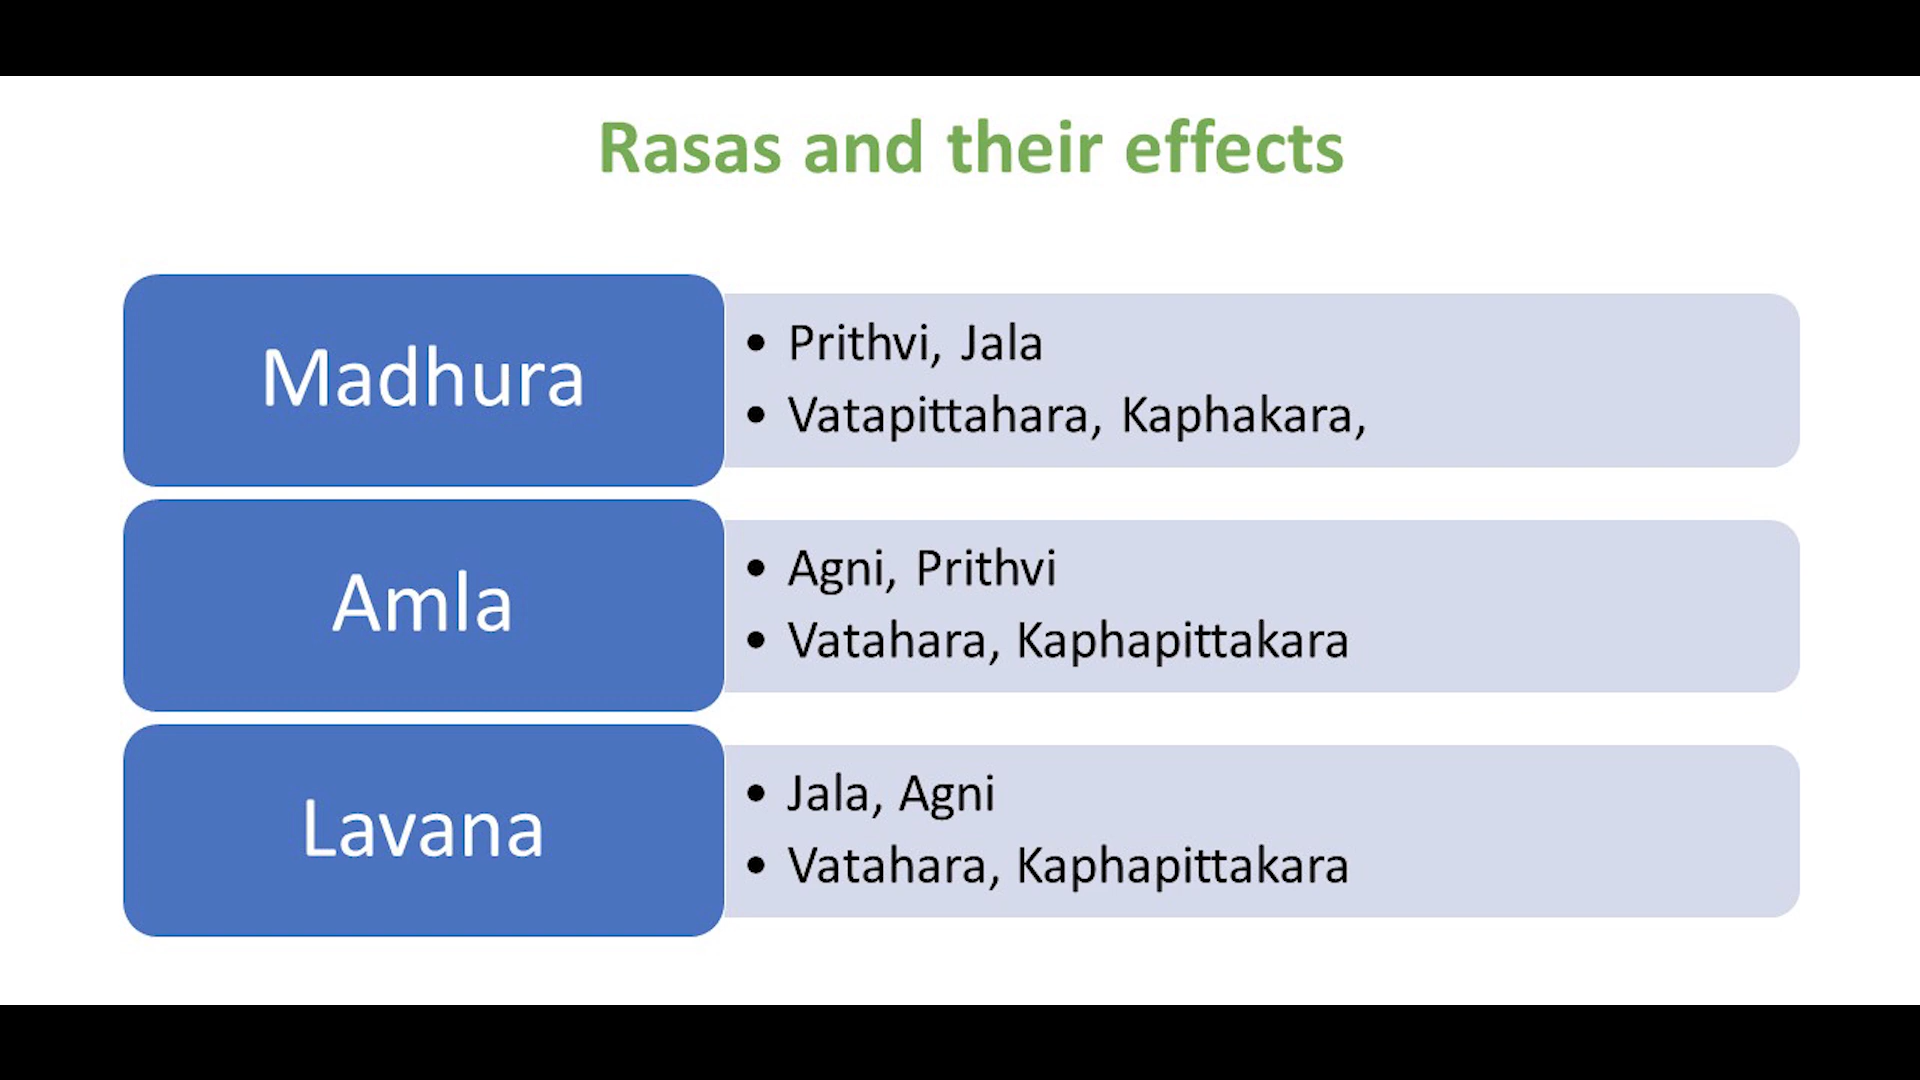 Rasas and their effects
Madhura
• Prithvi, Jala
• Vatapittahara, Kaphakara,
Amla
• Agni, Prithvi
• Vatahara, Kaphapittakara
Lavana
• Jala, Agni
• Vatahara, Kaphapittakara